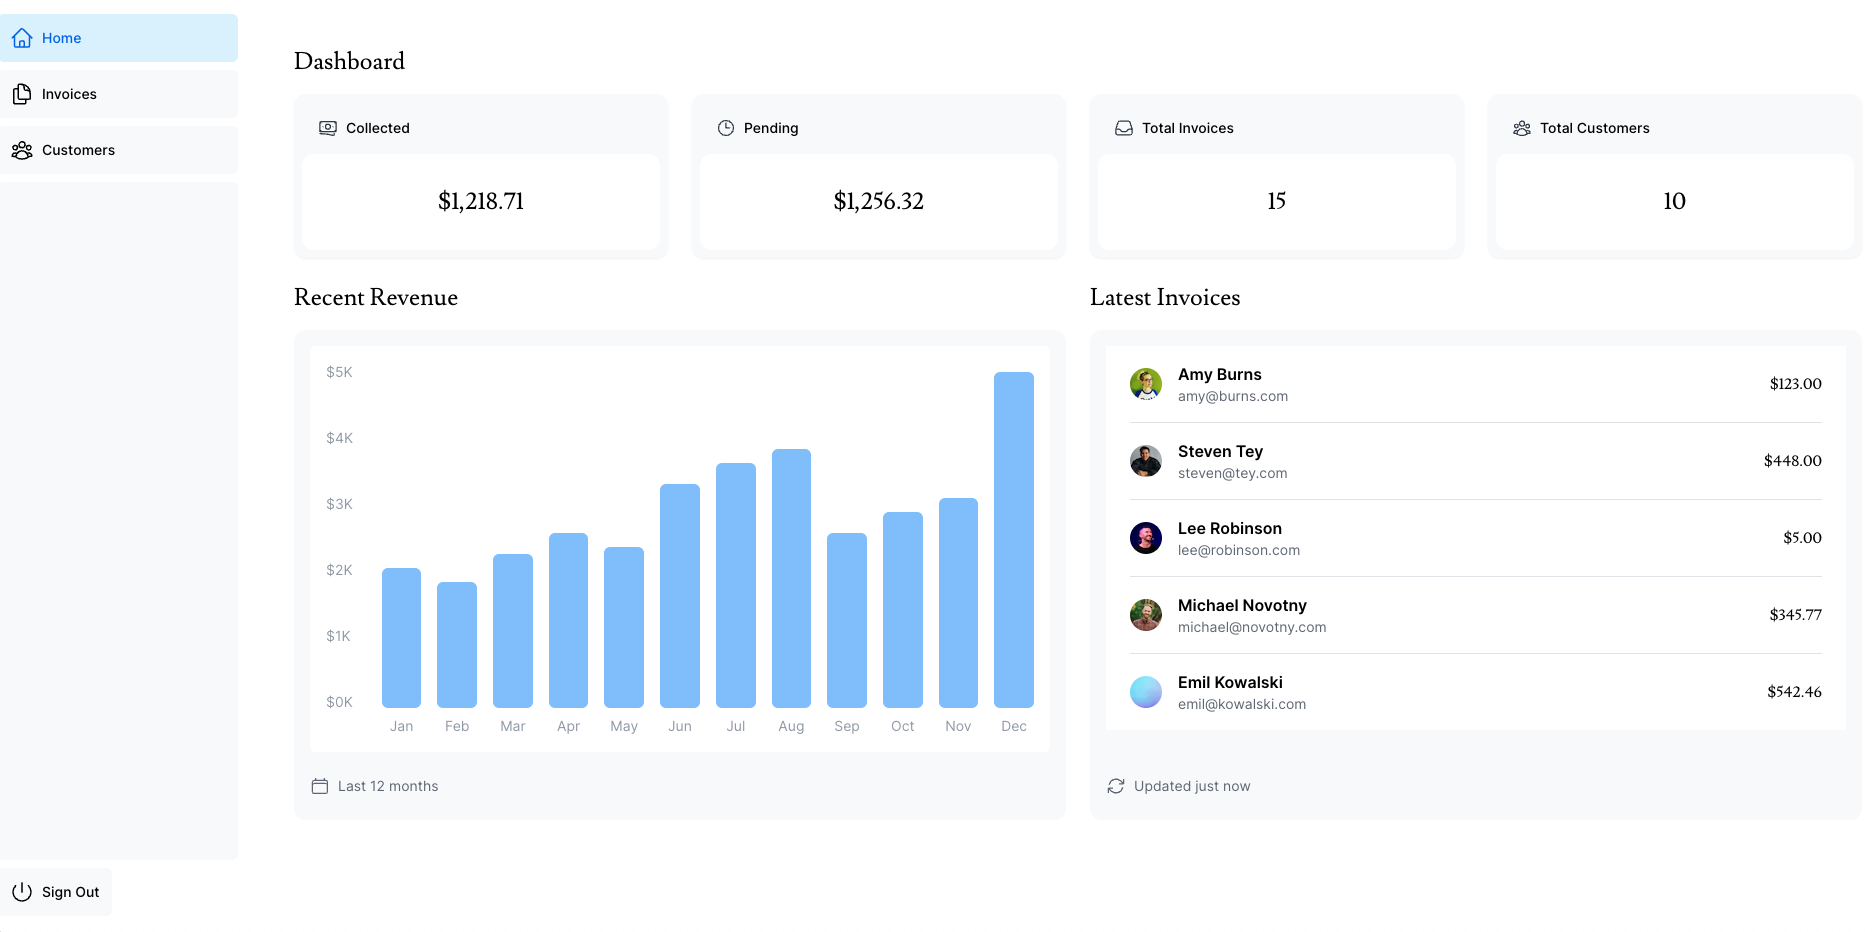 Home
Invoices
Customers
Sign Out
Dashboard
Collected
$1,218.71
Pending
$1,256.32
Total Invoices
15
Total Customers
10
Recent Revenue
$5K
$4K
$3K
$2K
$1K
$0K
Jan Feb Mar Apr May Jun Jul Aug Sep Oct Nov Dec
Last 12 months
Latest Invoices
Amy Burns
amy@burns.com
$123.00
Steven Tey
steven@tey.com
$448.00
Lee Robinson
lee@robinson.com
$5.00
Michael Novotny
michael@novotny.com
$345.77
Emil Kowalski
emil@kowalski.com
$542.46
Updated just now